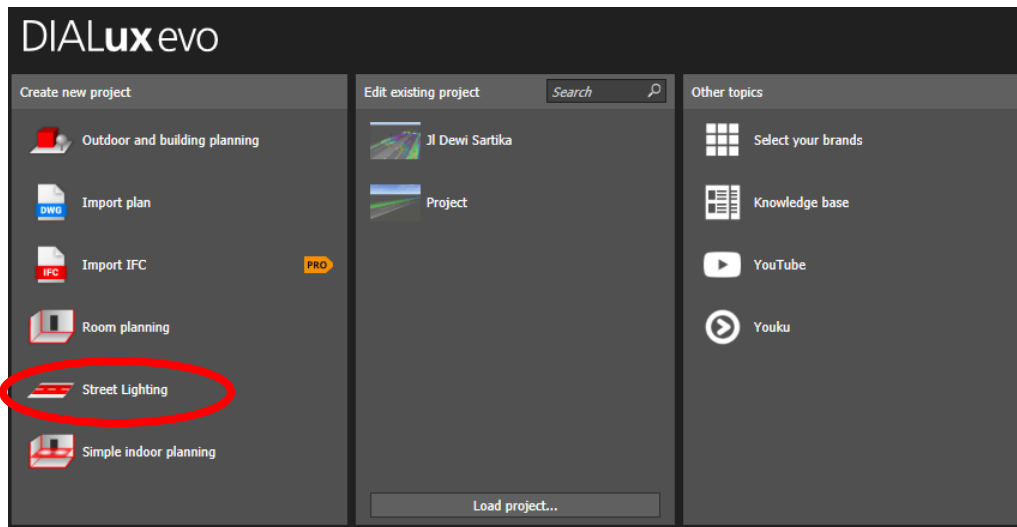 DIALux evo
Create new project
Outdoor and building planning
DWG
Import plan
IFC
Import IFC
PRO
Room planning
Street Lighting
Simple indoor planning
Edit existing project
Search
Jl Dewi Sartika
Project
Load project...
Other topics
Select your brands
Knowledge base
YouTube
Youku